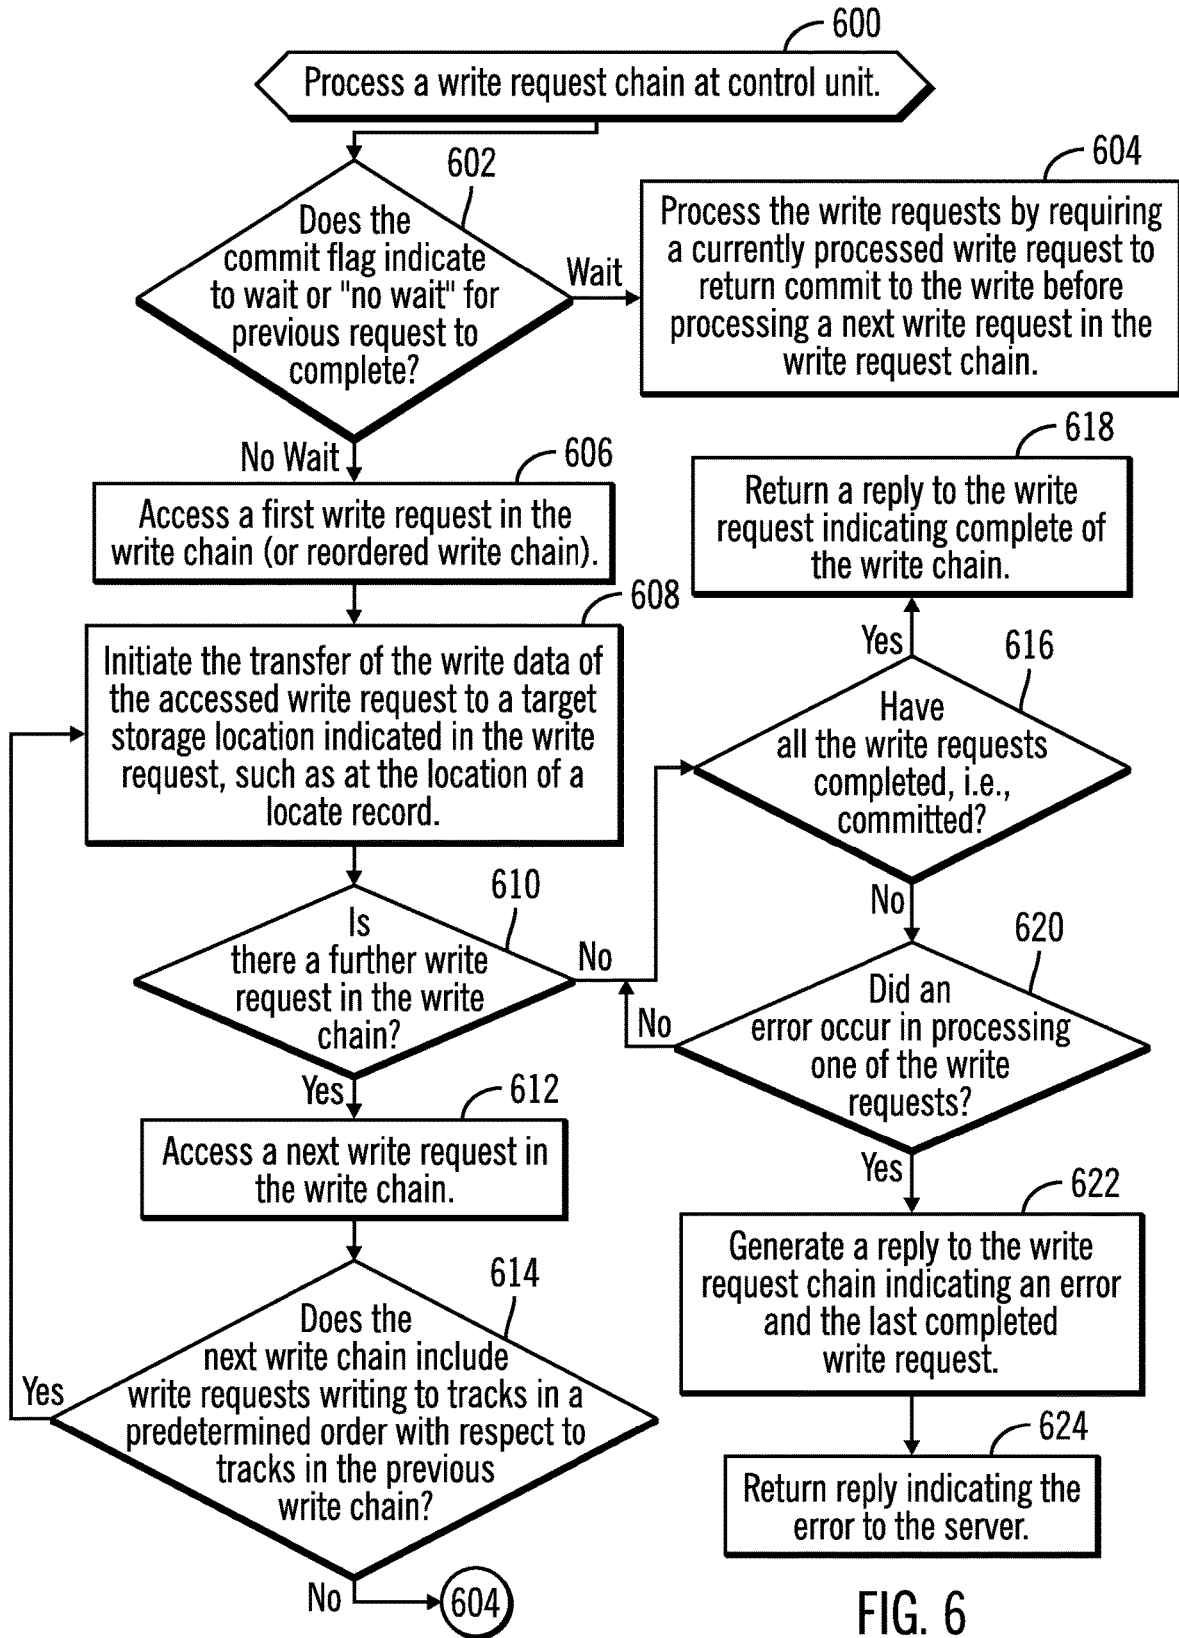 600
Process a write request chain at control unit.
602
Does the
commit flag indicate
to wait or "no wait" for
previous request to
complete?
Wait
604
Process the write requests by requiring
a currently processed write request to
return commit to the write before
processing a next write request in the
write request chain.
No Wait
606
Access a first write request in the
write chain (or reordered write chain).
608
Initiate the transfer of the write data of
the accessed write request to a target
storage location indicated in the write
request, such as at the location of a
locate record.
610
Is
there a further write
request in the write
chain?
No
Yes
612
Access a next write request in
the write chain.
614
Does the
next write chain include
write requests writing to tracks in a
predetermined order with respect to
tracks in the previous
write chain?
Yes
No
604
618
Return a reply to the write
request indicating complete of
the write chain.
Yes
616
Have
all the write requests
completed, i.e.,
committed?
No
620
Did an
error occur in processing
one of the write
requests?
No
Yes
622
Generate a reply to the write
request chain indicating an error
and the last completed
write request.
624
Return reply indicating the
error to the server.
FIG. 6